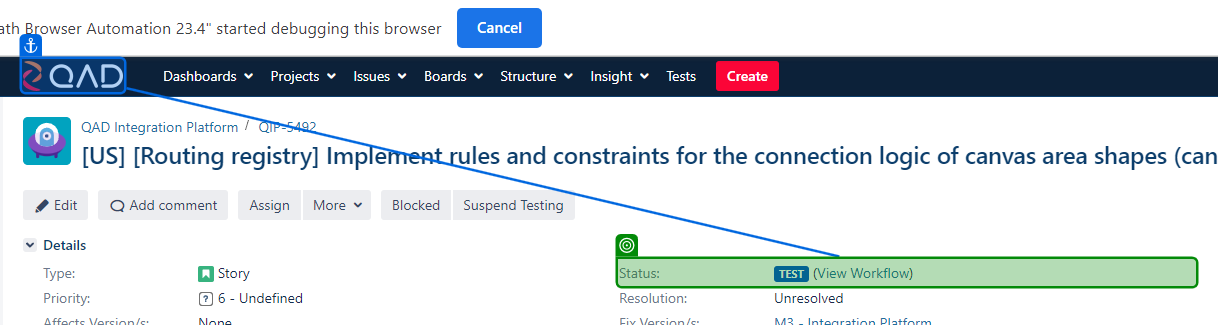 ath Browser Automation 23.4" started debugging this browser Cancel
QAD Dashboards Projects Issues Boards Structure Insight Tests Create
QAD Integration Platform / QIP-5492
[US] [Routing registry] Implement rules and constraints for the connection logic of canvas area shapes (can
Edit Add comment Assign More Blocked Suspend Testing
Details
Type: Story Status: TEST (View Workflow)
Priority: 6 - Undefined Resolution: Unresolved
Affects Version/s: None Fix Version/s: M3 - Integration Platform